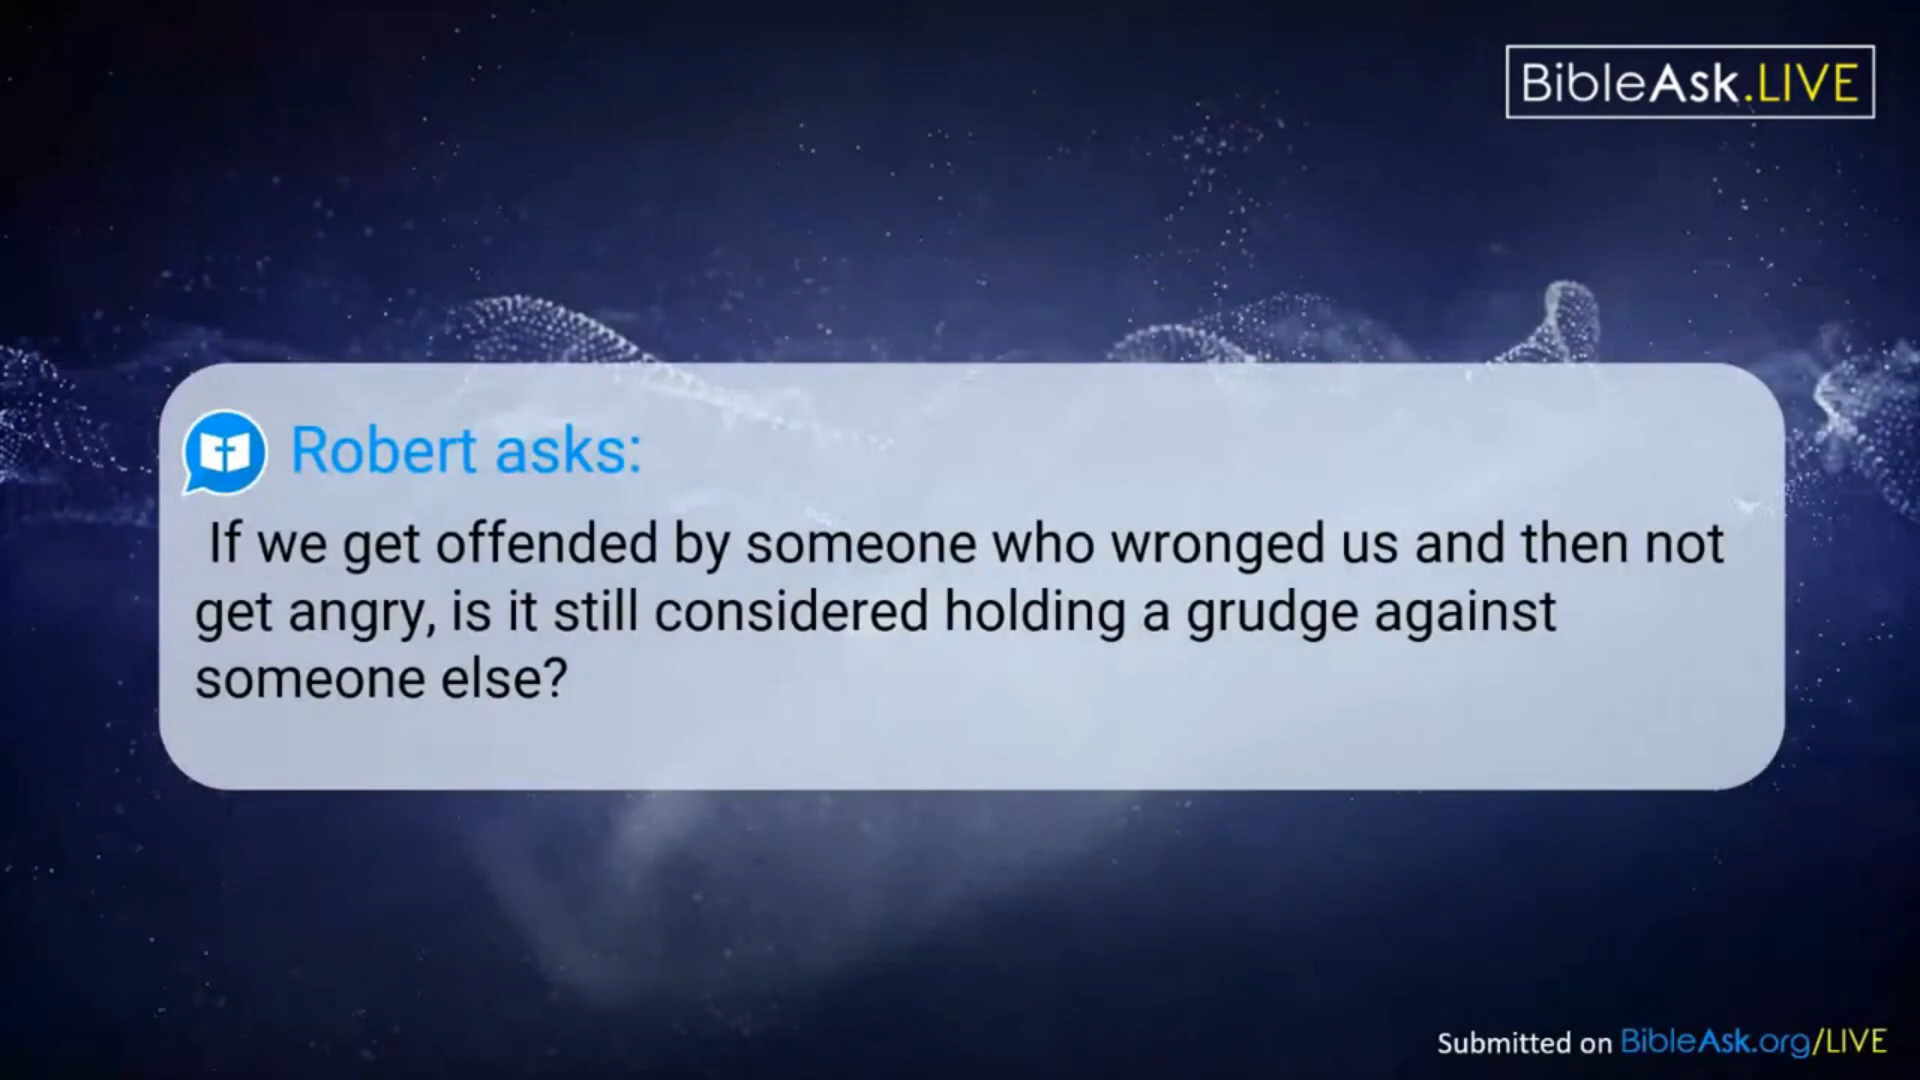 BibleAsk.LIVE
Robert asks:
If we get offended by someone who wronged us and then not
get angry, is it still considered holding a grudge against
someone else?
Submitted on BibleAsk.org/LIVE